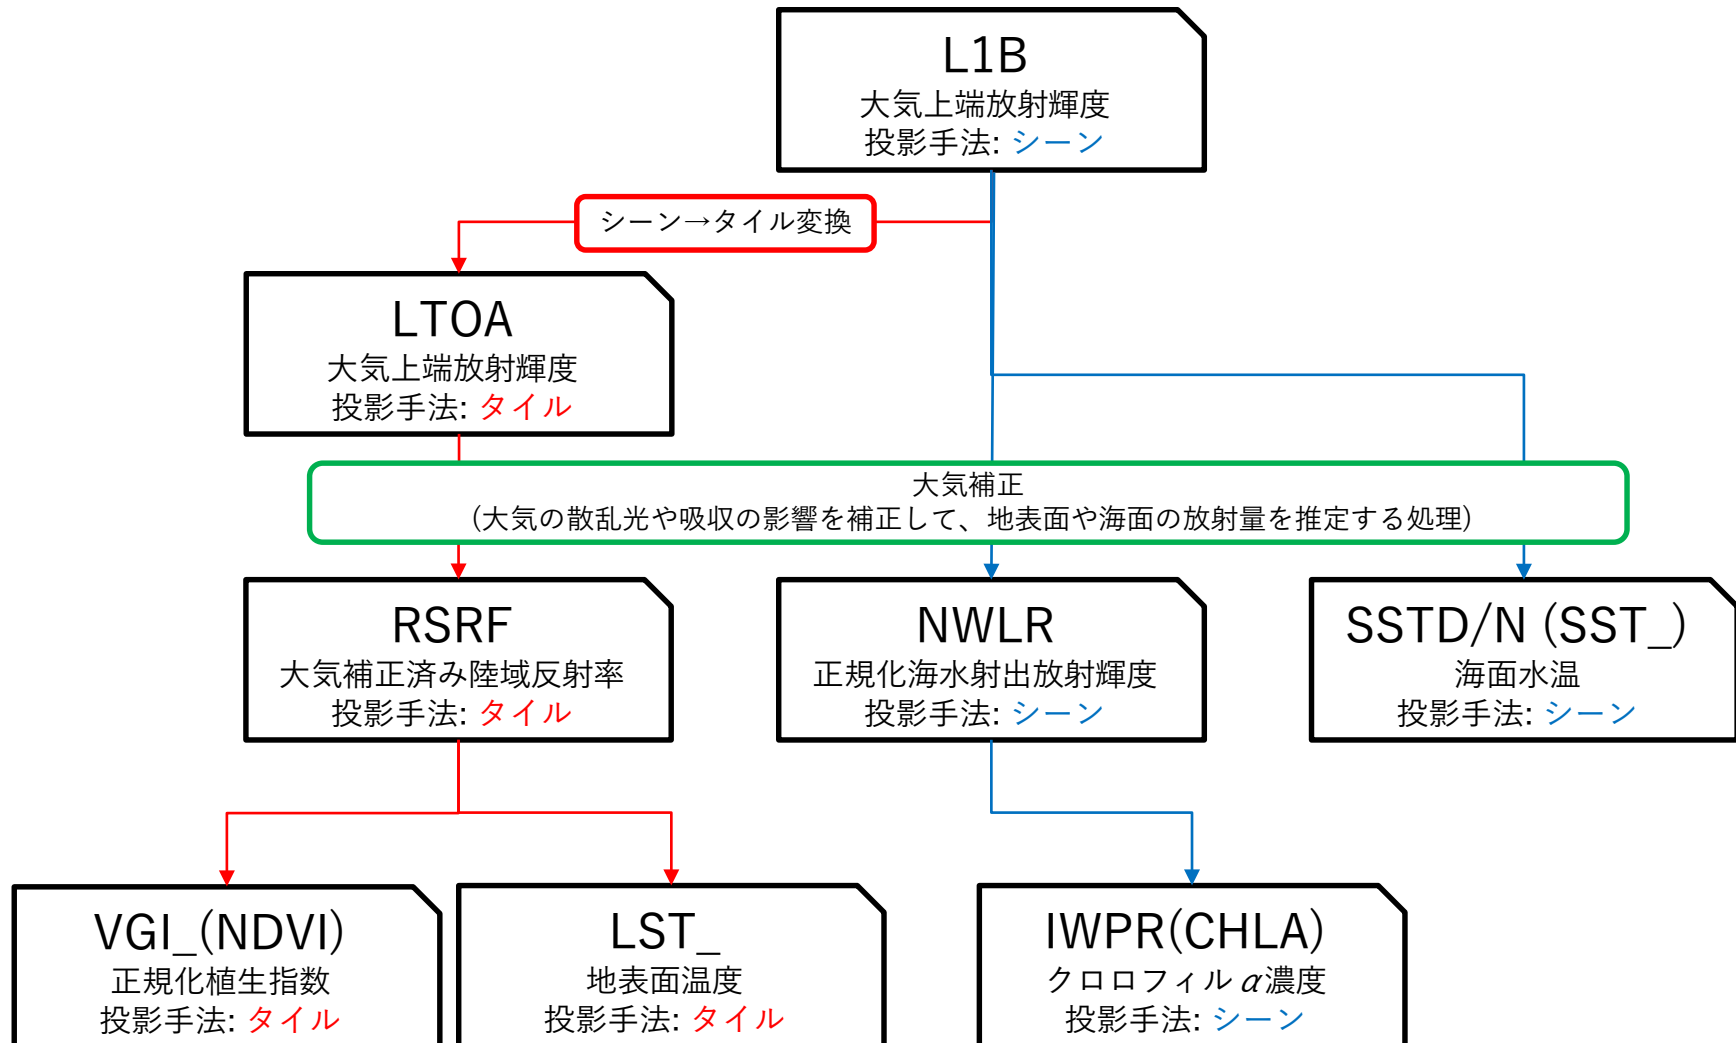 L1B
大気上端放射輝度
投影手法: シーン
シーン→タイル変換
LTOA
大気上端放射輝度
投影手法: タイル
大気補正
(大気の散乱光や吸収の影響を補正して、地表面や海面の放射量を推定する処理)
RSRF
大気補正済み陸域反射率
投影手法: タイル
NWLR
正規化海水射出放射輝度
投影手法: シーン
SSTD/N (SST_)
海面水温
投影手法: シーン
VGI_(NDVI)
正規化植生指数
投影手法: タイル
LST_
地表面温度
投影手法: タイル
IWPR(CHLA)
クロロフィルα濃度
投影手法: シーン